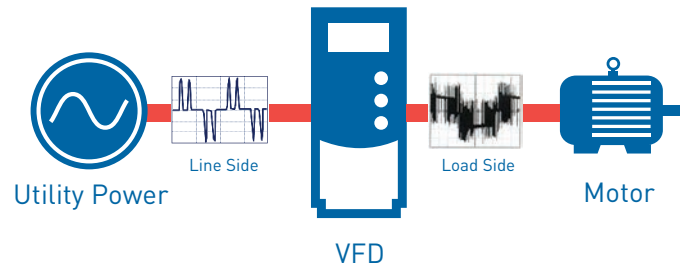 Line Side
Load Side
Utility Power
Motor
VFD